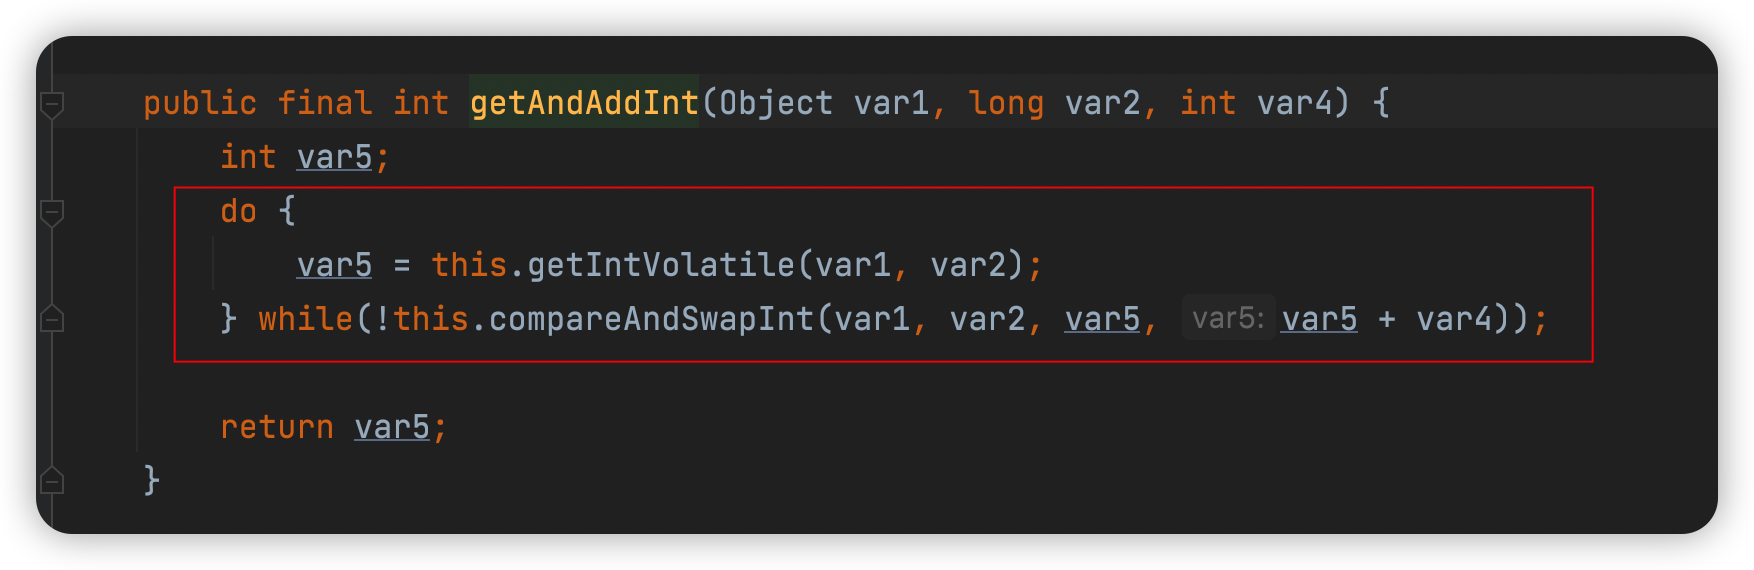 public final int getAndAddInt(Object var1, long var2, int var4) {
int var5;
do {
var5 = this.getIntVolatile(var1, var2);
} while(!this.compareAndSwapInt(var1, var2, var5, var5: var5 + var4));
return var5;
}